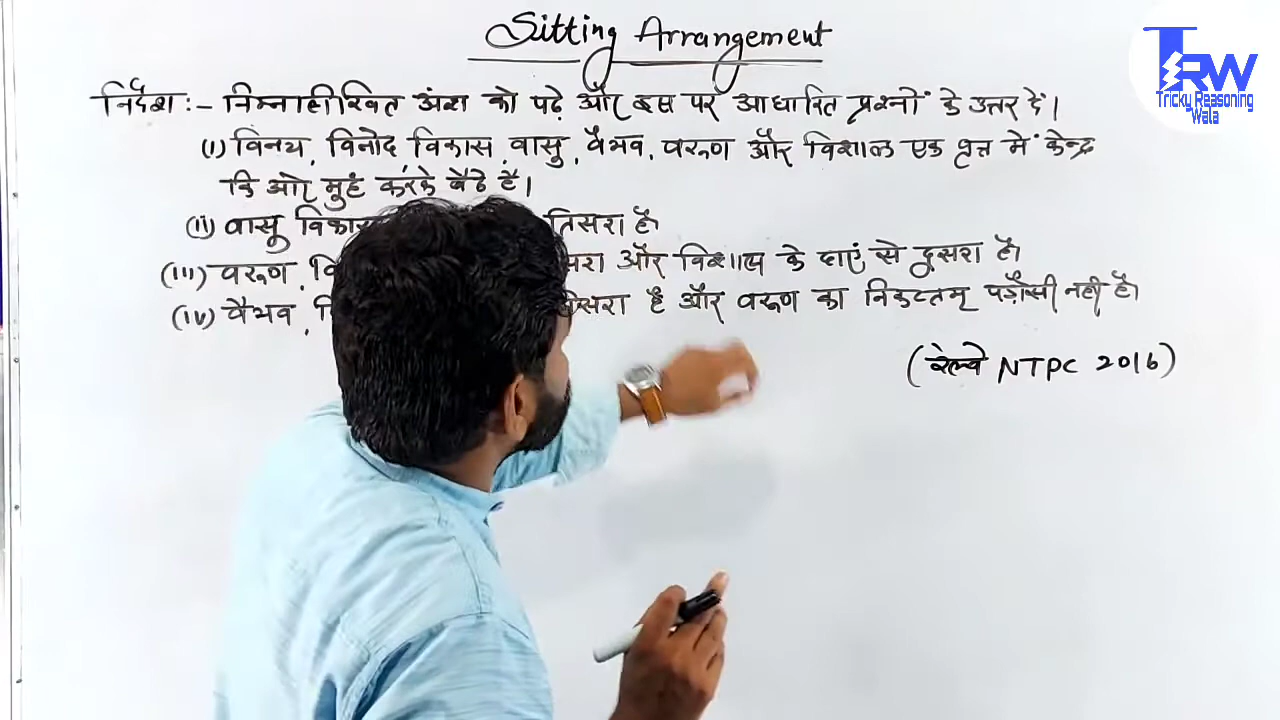 Sitting Arrangement
निर्देश :- निम्नलिखित अंश को पढ़े और इस पर आधारित प्रश्नों के उत्तर दें।
(i) विनय, विनोद, विकास, वासु, वैभव, वरुण और विशाल एक वृत्त में केन्द्र
कि ओर मुहं करके बैठे है।
(ii) वासु विकास तिसरा है।
(iii) वरुण, और विशाल के दाएं से दुसरा है।
(iv) वैभव, तीसरा है और वरुण का निकटतम् पड़ौसी नहीं है।
(रेल्वे NTPC 2016)
TRW
Tricky Reasoning
Wala